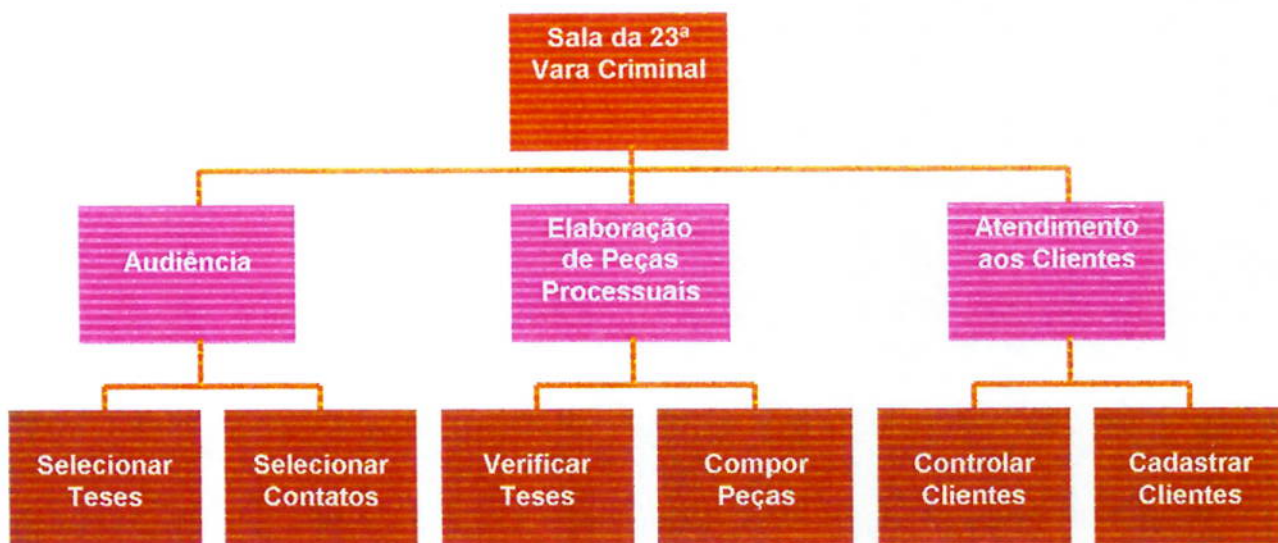 Sala da 23ª
Vara Criminal
Audiência
Elaboração
de Peças
Processuais
Atendimento
aos Clientes
Selecionar
Teses
Selecionar
Contatos
Verificar
Teses
Compor
Peças
Controlar
Clientes
Cadastrar
Clientes